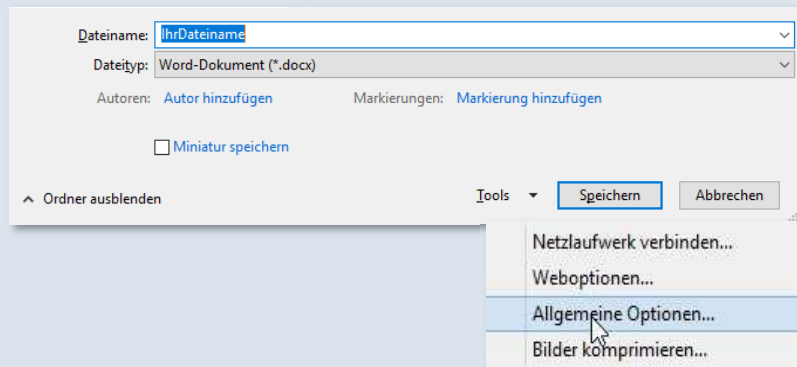 Dateiname: IhrDateiname
Dateityp: Word-Dokument (*.docx)
Autoren: Autor hinzufügen Markierungen: Markierung hinzufügen
Miniatur speichern
Ordner ausblenden Tools Speichern Abbrechen
Netzlaufwerk verbinden...
Weboptionen...
Allgemeine Optionen...
Bilder komprimieren...